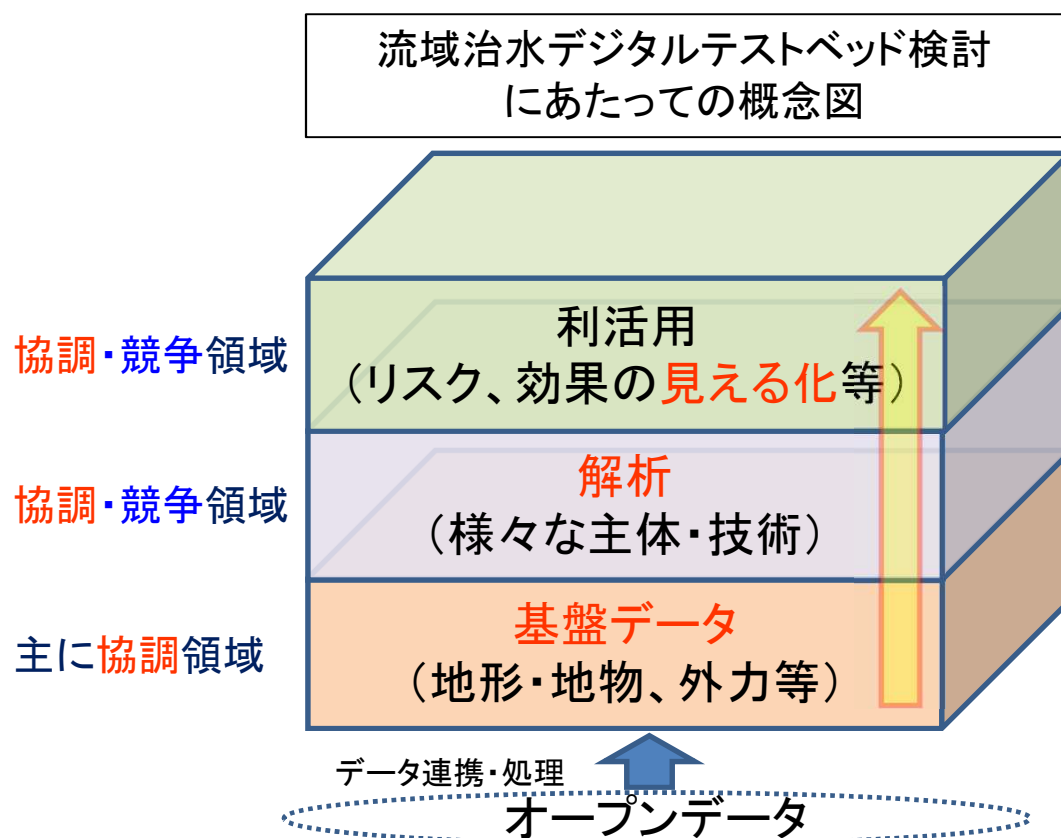 流域治水デジタルテストベッド検討
にあたっての概念図
協調・競争領域
利活用
（リスク、効果の見える化等）
協調・競争領域
解析
（様々な主体・技術）
主に協調領域
基盤データ
（地形・地物、外力等）
データ連携・処理
オープンデータ